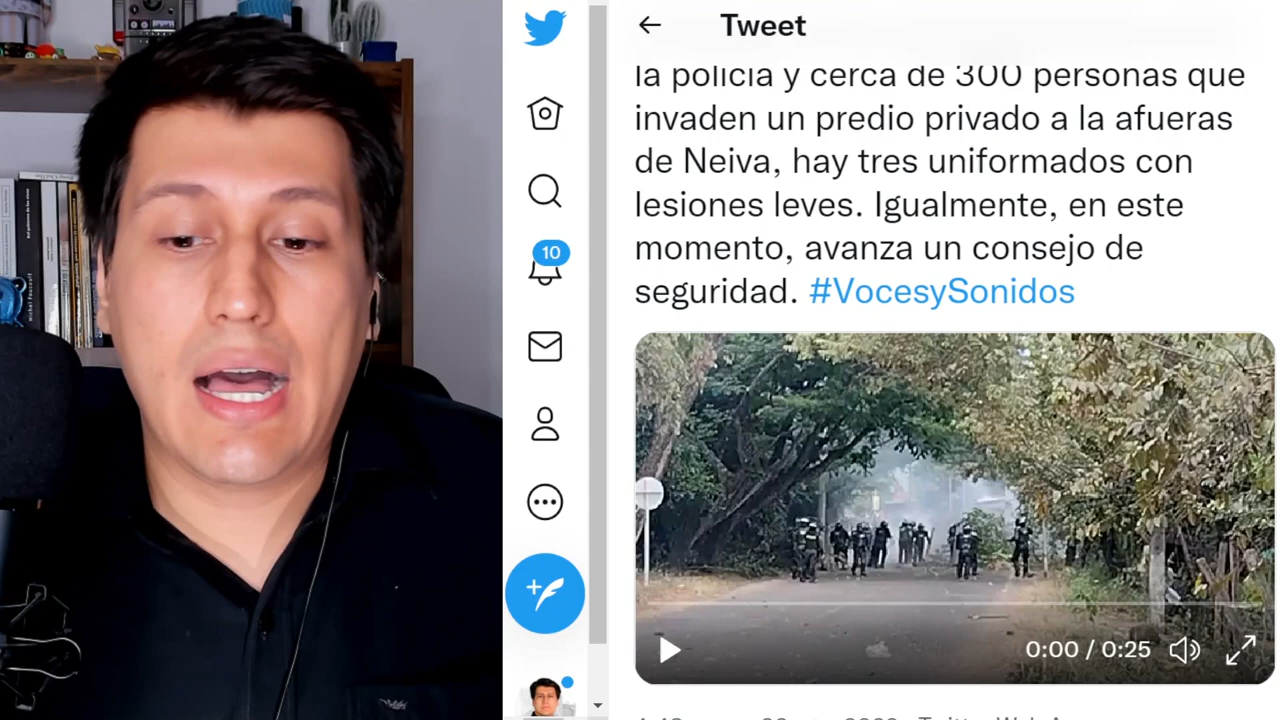 Tweet
la policía y cerca de 300 personas que
invaden un predio privado a la afueras
de Neiva, hay tres uniformados con
lesiones leves. Igualmente, en este
momento, avanza un consejo de
seguridad. #VocesySonidos
10
0:00 / 0:25